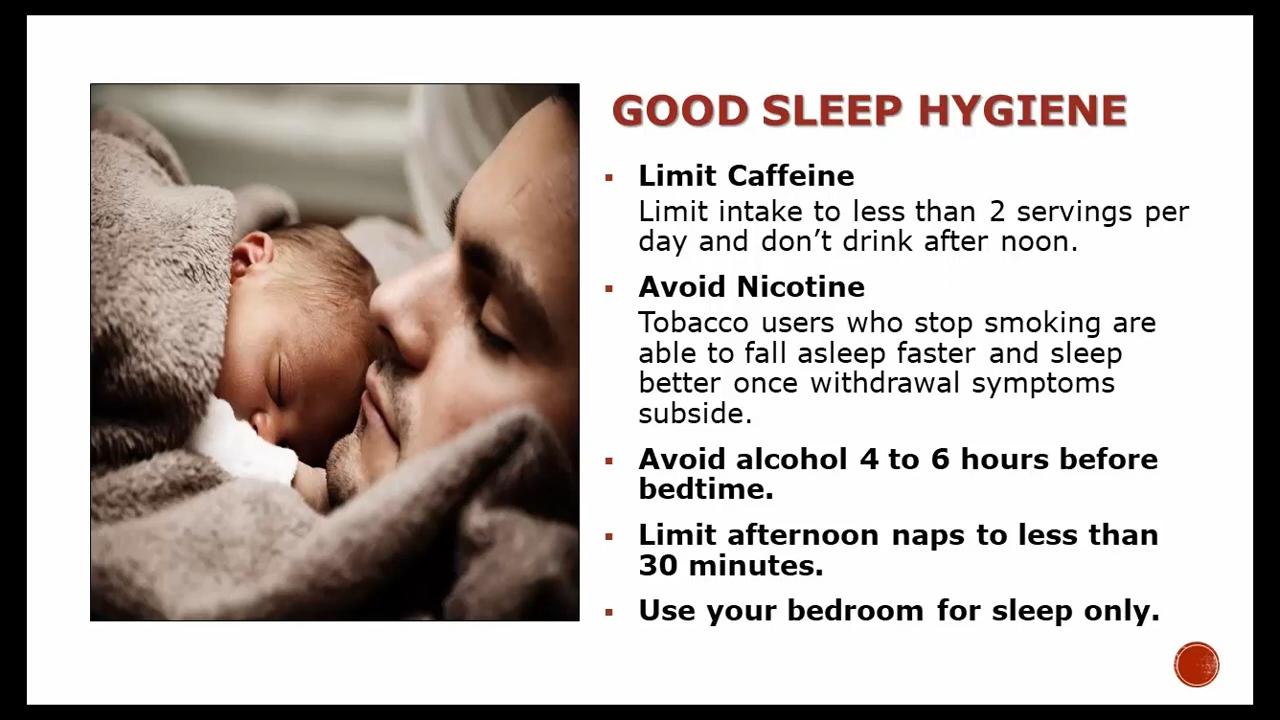 GOOD SLEEP HYGIENE
Limit Caffeine
Limit intake to less than 2 servings per
day and don’t drink after noon.
Avoid Nicotine
Tobacco users who stop smoking are
able to fall asleep faster and sleep
better once withdrawal symptoms
subside.
Avoid alcohol 4 to 6 hours before
bedtime.
Limit afternoon naps to less than
30 minutes.
Use your bedroom for sleep only.